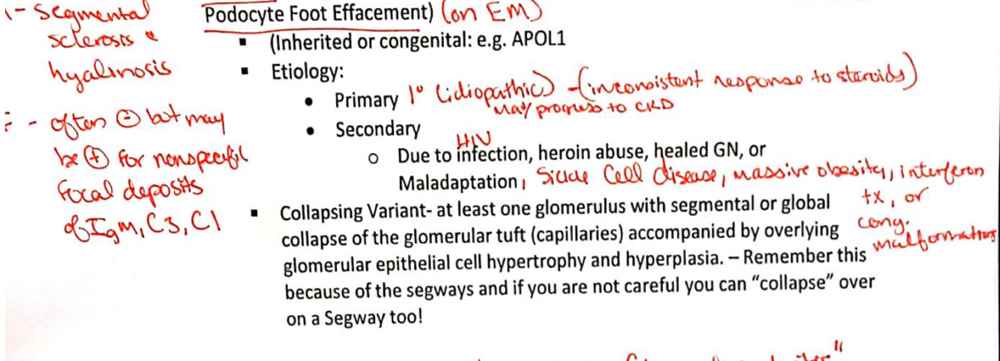 - Segmental
sclerosis &
hyalinosis
- often ⊖ but may
be ⊕ for nonspecific
focal deposits
of IgM, C3, C1
Podocyte Foot Effacement) (on EM)
▪ (Inherited or congenital: e.g. APOL1
▪ Etiology:
• Primary 1° (idiopathic) - (inconsistent response to steroids)
may progress to CKD
• Secondary
HIV
o Due to infection, heroin abuse, healed GN, or
Maladaptation, Sickle Cell disease, massive obesity, interferon
tx, or
cong.
malformations
▪ Collapsing Variant- at least one glomerulus with segmental or global
collapse of the glomerular tuft (capillaries) accompanied by overlying
glomerular epithelial cell hypertrophy and hyperplasia. – Remember this
because of the segways and if you are not careful you can “collapse” over
on a Segway too!